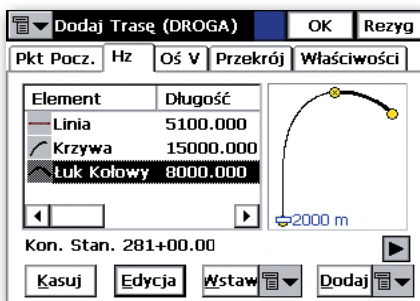 Dodaj Trasę (DROGA) OK Rezyg
Pkt Pocz. Hz Oś V Przekrój Właściwości
Element Długość
Linia 5100.000
Krzywa 15000.000
Łuk Kołowy 8000.000
2000 m
Kon. Stan. 281+00.00
Kasuj Edycja Wstaw Dodaj